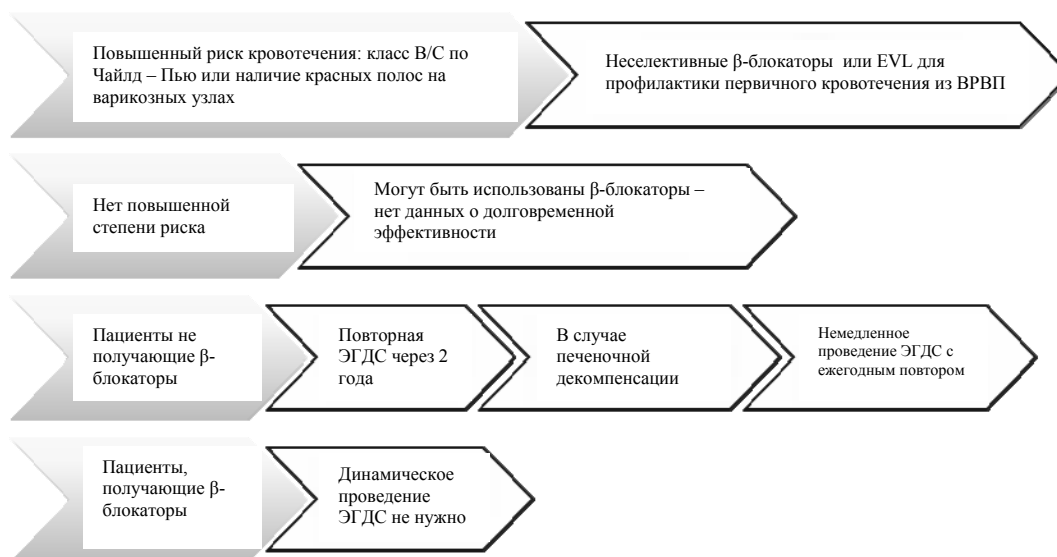 Повышенный риск кровотечения: класс B/C по
Чайлд – Пью или наличие красных полос на
варикозных узлах
Неселективные β-блокаторы или EVL для
профилактики первичного кровотечения из ВРВП
Нет повышенной
степени риска
Могут быть использованы β-блокаторы –
нет данных о долговременной
эффективности
Пациенты не
получающие β-
блокаторы
Повторная
ЭГДС через 2
года
В случае
печеночной
декомпенсации
Немедленное
проведение ЭГДС с
ежегодным повтором
Пациенты,
получающие β-
блокаторы
Динамическое
проведение
ЭГДС не нужно